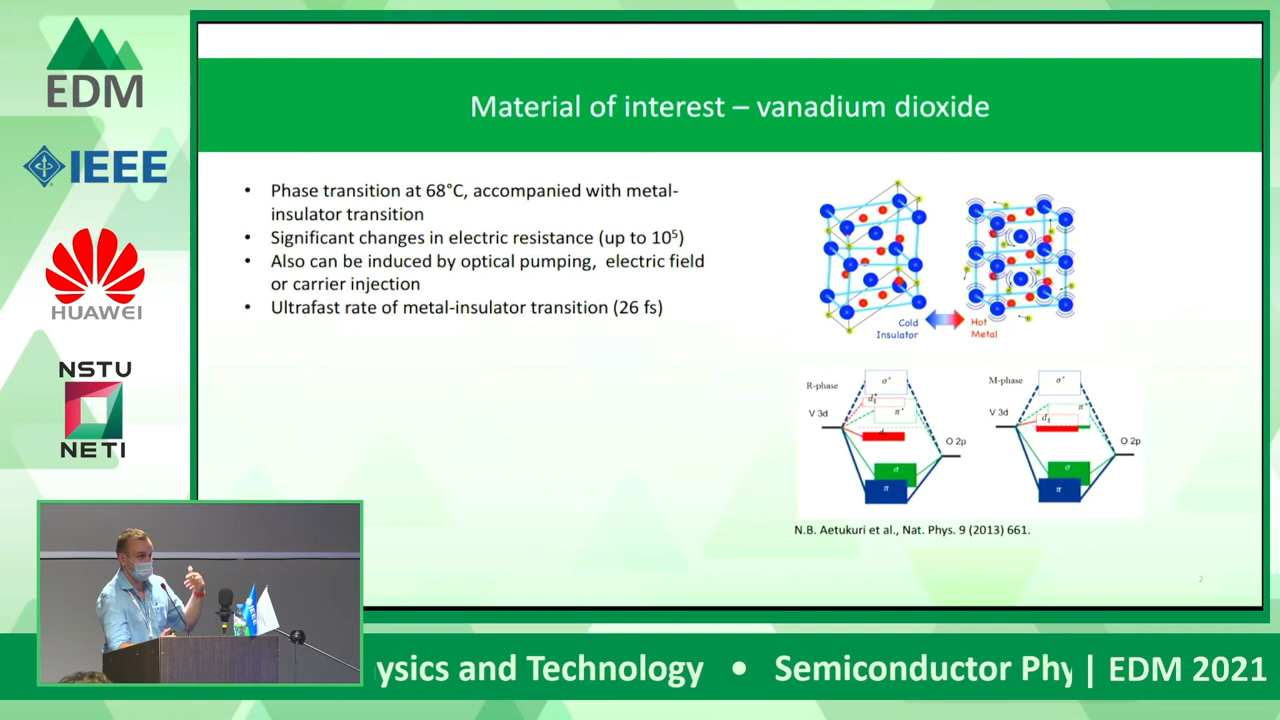 EDM
IEEE
HUAWEI
NSTU
NETI
Material of interest – vanadium dioxide
• Phase transition at 68°C, accompanied with metal-
insulator transition
• Significant changes in electric resistance (up to 10⁵)
• Also can be induced by optical pumping, electric field
or carrier injection
• Ultrafast rate of metal-insulator transition (26 fs)
Cold
Insulator
Hot
Metal
R-phase
σ*
V 3d
π*
O 2p
σ
π
M-phase
σ*
V 3d
π*
O 2p
σ
π
N.B. Aetukuri et al., Nat. Phys. 9 (2013) 661.
2
IEEE
ysics and Technology • Semiconductor Phy | EDM 2021